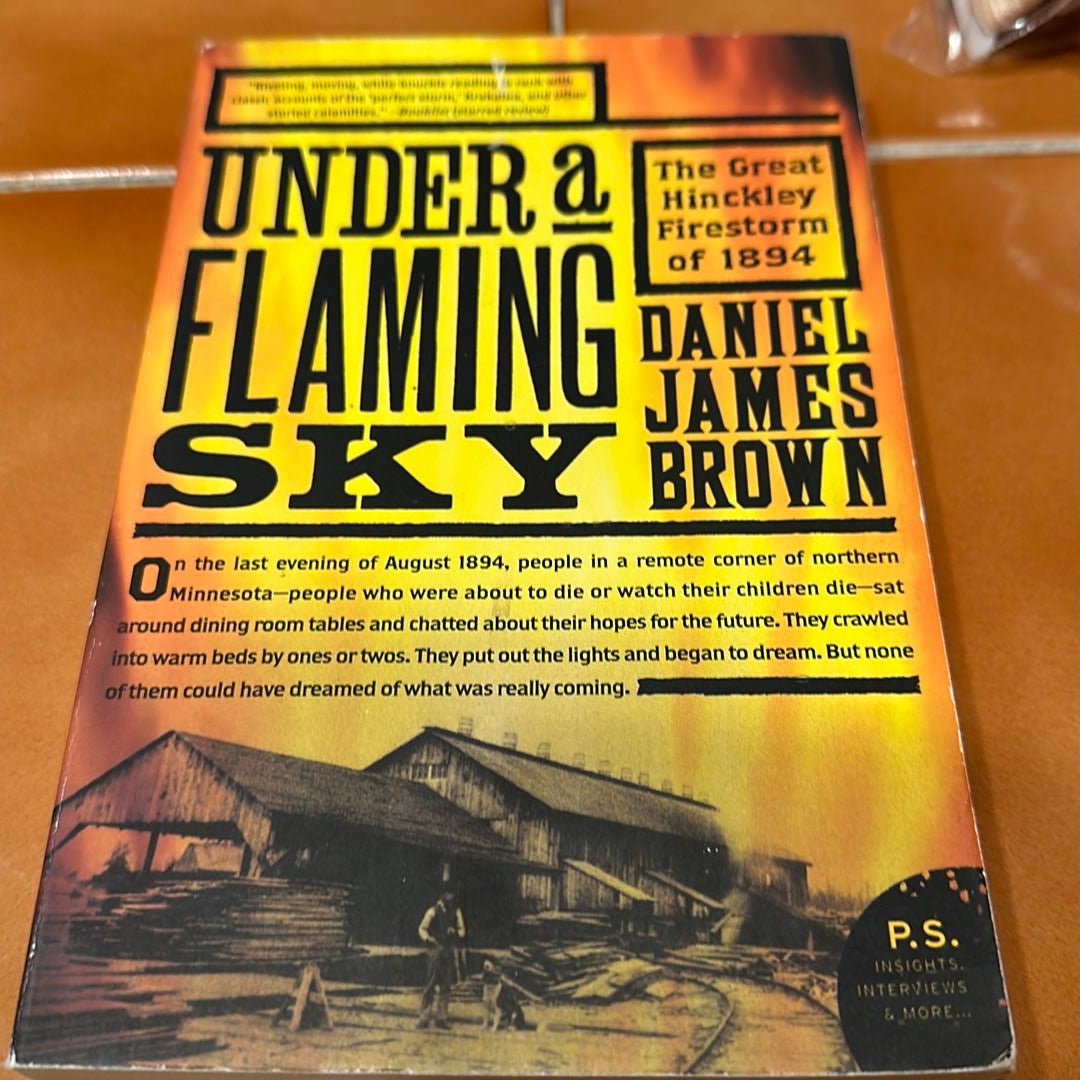 "Riveting, moving, white-knuckle reading to rank with
classic accounts of the 'perfect storm,' Krakatoa, and other
storied calamities." —Booklist (starred review)
UNDER a
FLAMING
SKY
The Great
Hinckley
Firestorm
of 1894
DANIEL
JAMES
BROWN
On the last evening of August 1894, people in a remote corner of northern
Minnesota—people who were about to die or watch their children die—sat
around dining room tables and chatted about their hopes for the future. They crawled
into warm beds by ones or twos. They put out the lights and began to dream. But none
of them could have dreamed of what was really coming.
P.S.
INSIGHTS,
INTERVIEWS
& MORE...